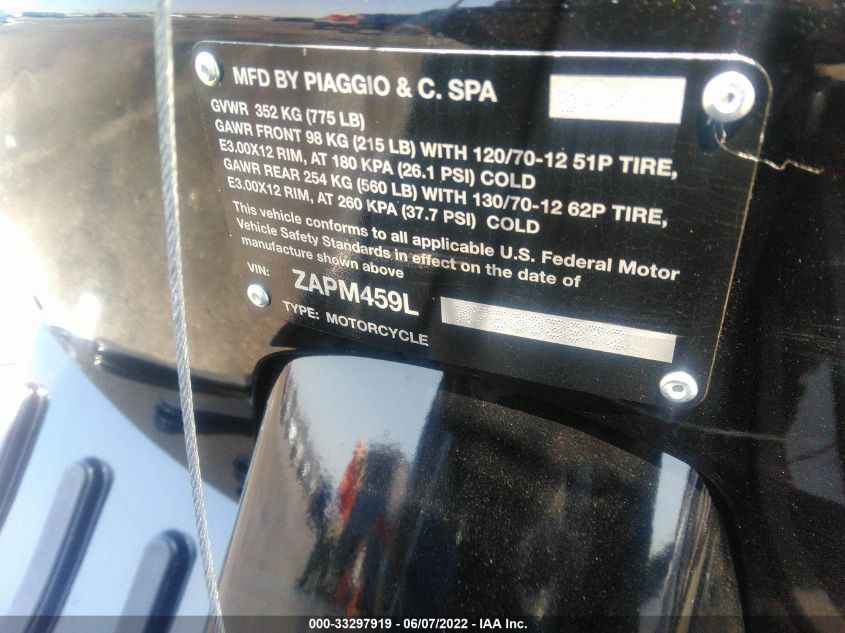 MFD BY PIAGGIO & C. SPA
GVWR 352 KG (775 LB)
GAWR FRONT 98 KG (215 LB) WITH 120/70-12 51P TIRE,
E3.00X12 RIM, AT 180 KPA (26.1 PSI) COLD
GAWR REAR 254 KG (560 LB) WITH 130/70-12 62P TIRE,
E3.00X12 RIM, AT 260 KPA (37.7 PSI) COLD
This vehicle conforms to all applicable U.S. Federal Motor
Vehicle Safety Standards in effect on the date of
manufacture shown above
VIN: ZAPM459L
TYPE: MOTORCYCLE
000-33297919 - 06/07/2022 - IAA Inc.